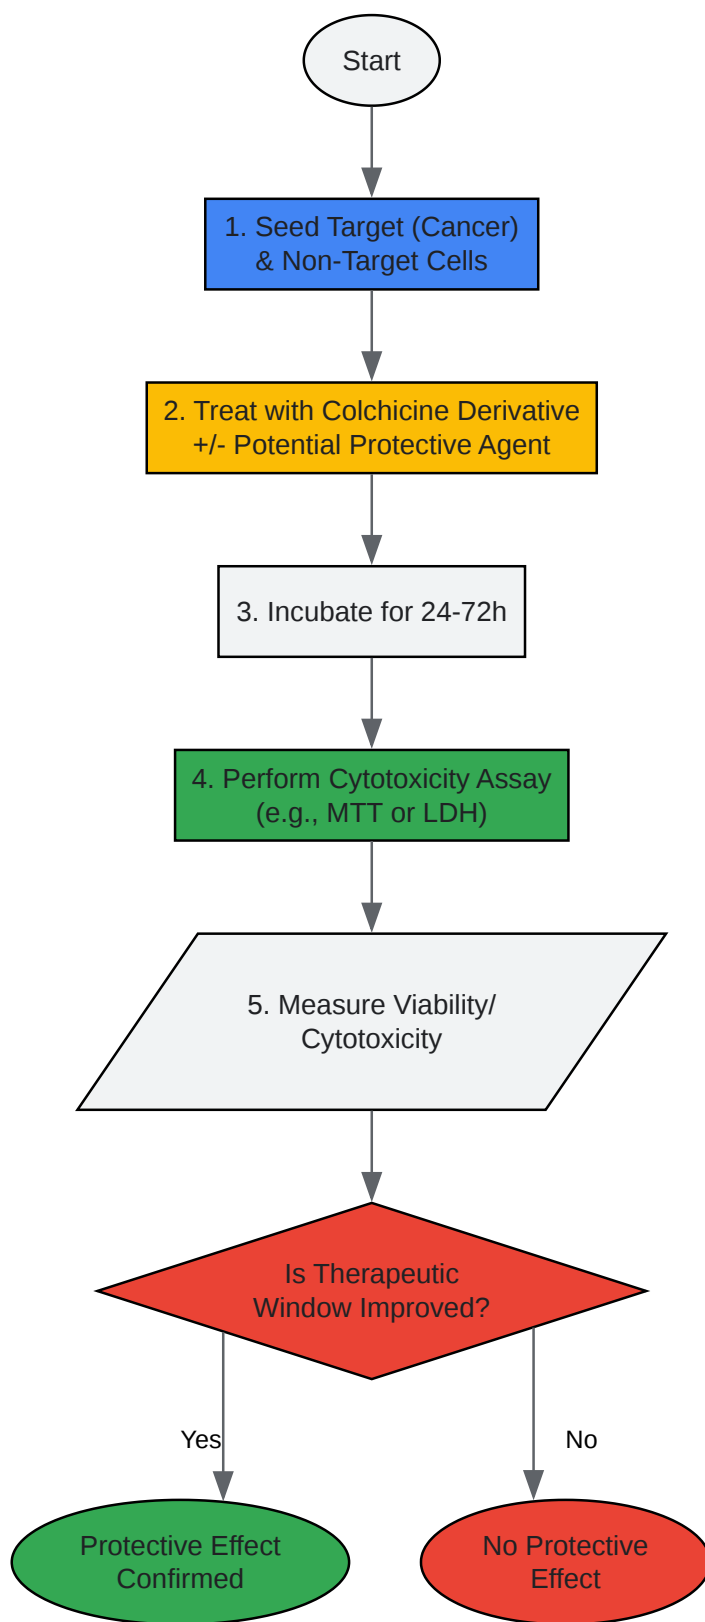 Start
1. Seed Target (Cancer)
& Non-Target Cells
2. Treat with Colchicine Derivative
+/- Potential Protective Agent
3. Incubate for 24-72h
4. Perform Cytotoxicity Assay
(e.g., MTT or LDH)
5. Measure Viability/
Cytotoxicity
Is Therapeutic
Window Improved?
Yes
No
Protective Effect
Confirmed
No Protective
Effect